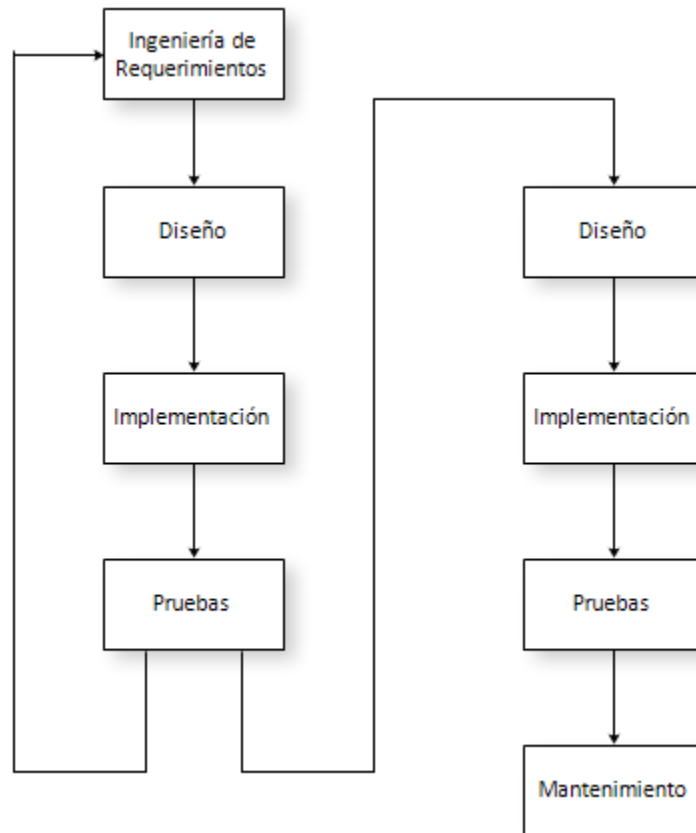 Ingeniería de
Requerimientos
Diseño
Implementación
Pruebas
Diseño
Implementación
Pruebas
Mantenimiento